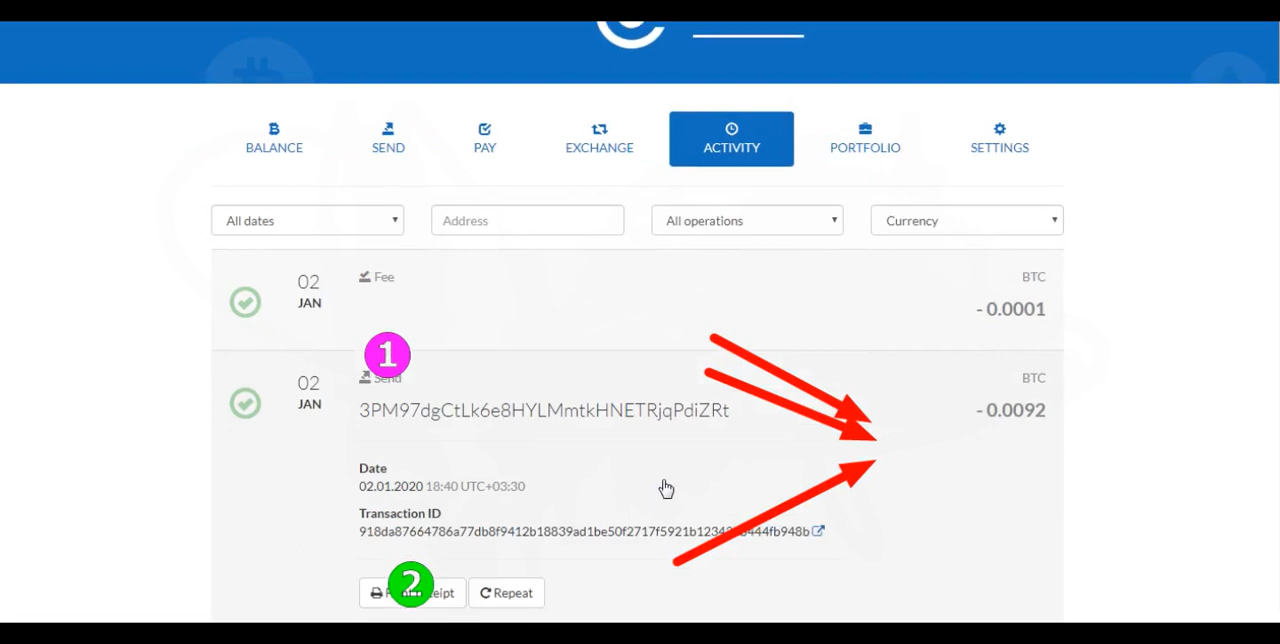 BALANCE SEND PAY EXCHANGE ACTIVITY PORTFOLIO SETTINGS
All dates Address All operations Currency
02 JAN Fee BTC
- 0.0001
1
02 JAN Send BTC
3PM97dgCtLk6e8HYLMmtkHNETRjqPdiZRt - 0.0092
Date
02.01.2020 18:40 UTC+03:30
Transaction ID
2
Repeat